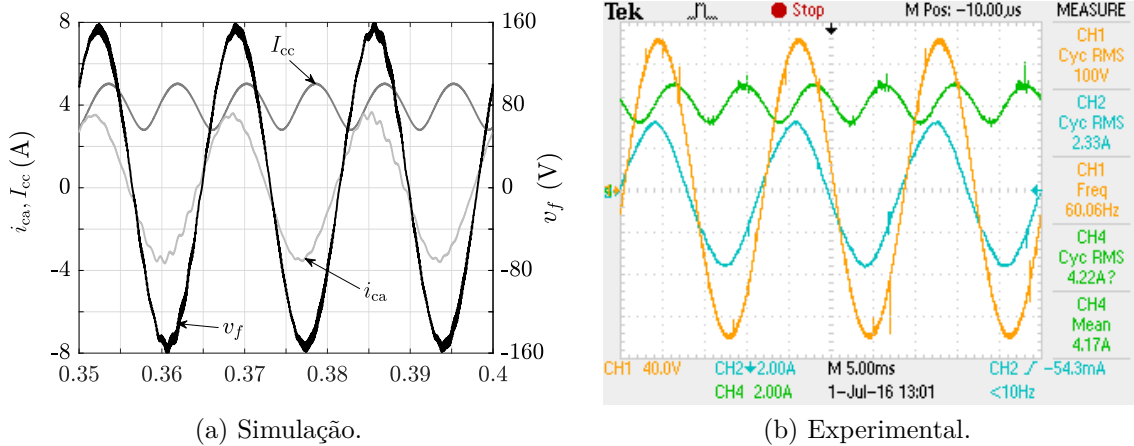 8
4
0
-4
-8
i_ca, I_cc (A)
160
80
0
-80
-160
v_f (V)
0.35 0.36 0.37 0.38 0.39 0.4
I_cc
i_ca
v_f
(a) Simulação.
Tek Stop M Pos: -10.00us MEASURE
CH1
Cyc RMS
100V
CH2
Cyc RMS
2.33A
CH1
Freq
60.06Hz
CH4
Cyc RMS
4.22A?
CH4
Mean
4.17A
CH1 40.0V CH2 2.00A M 5.00ms CH2 -54.3mA
CH4 2.00A 1-Jul-16 13:01 <10Hz
(b) Experimental.